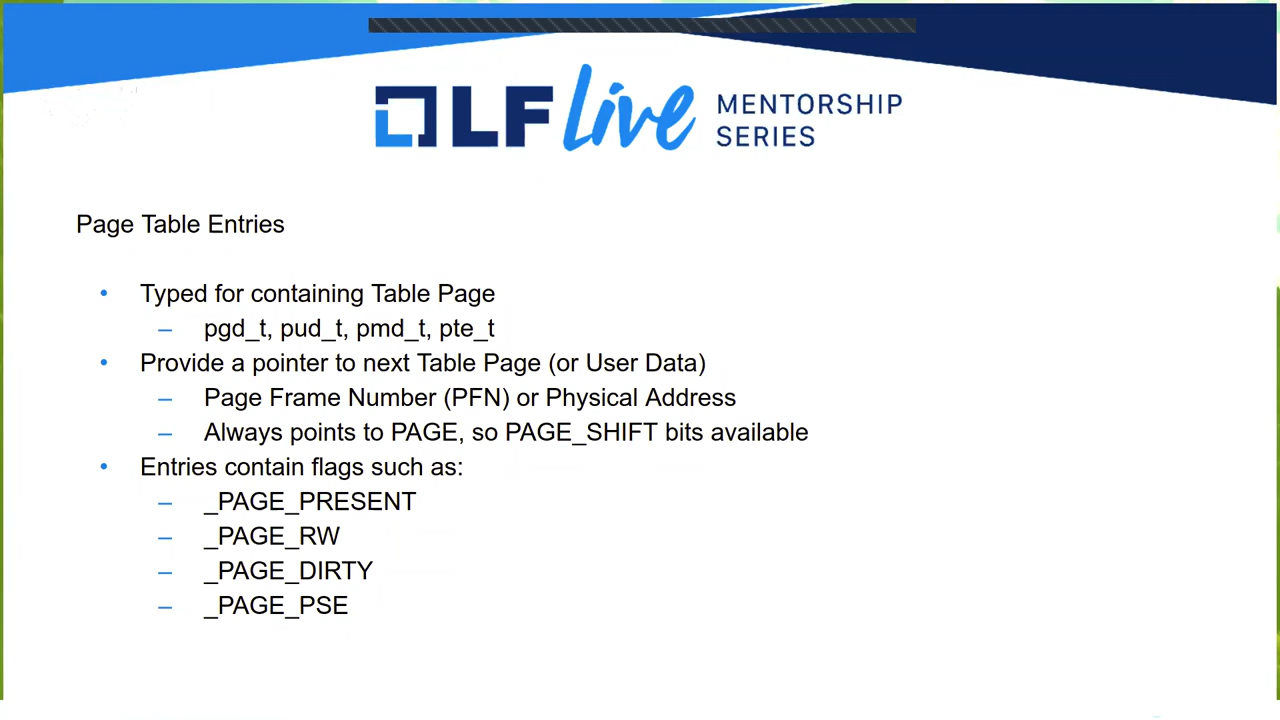 LF Live MENTORSHIP
SERIES
Page Table Entries
• Typed for containing Table Page
– pgd_t, pud_t, pmd_t, pte_t
• Provide a pointer to next Table Page (or User Data)
– Page Frame Number (PFN) or Physical Address
– Always points to PAGE, so PAGE_SHIFT bits available
• Entries contain flags such as:
– _PAGE_PRESENT
– _PAGE_RW
– _PAGE_DIRTY
– _PAGE_PSE